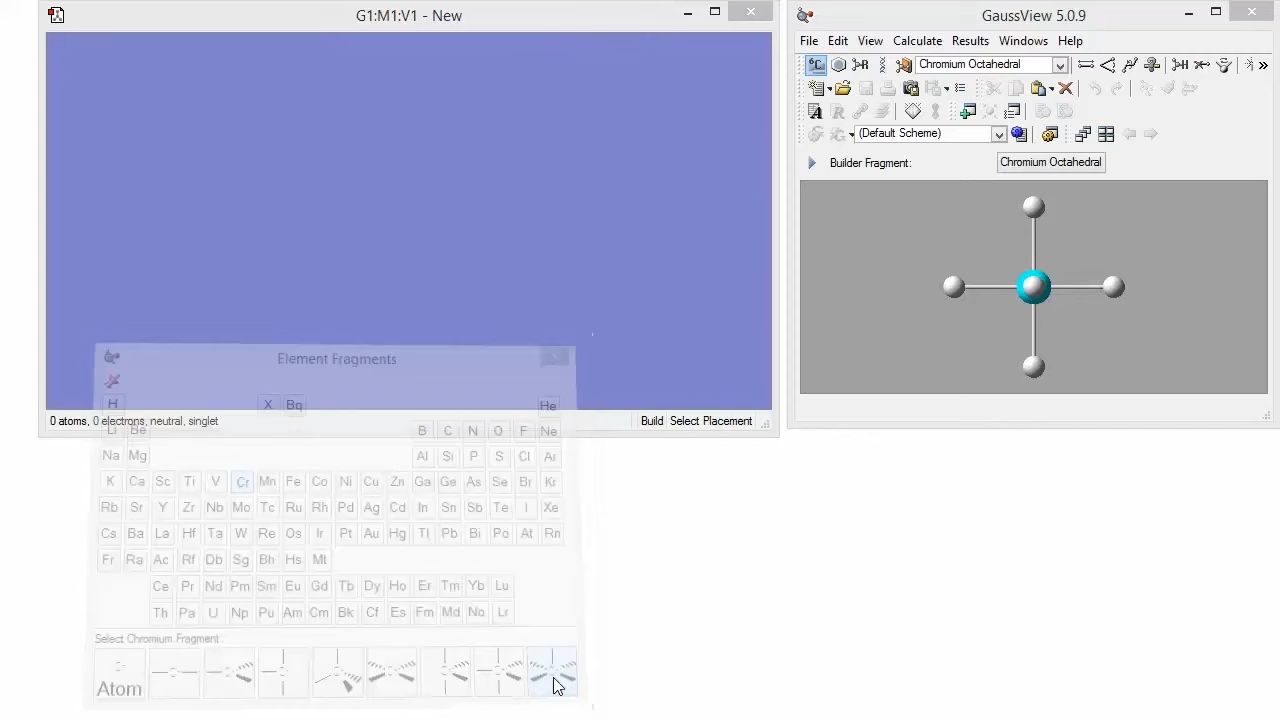 G1:M1:V1 - New
GaussView 5.0.9
File Edit View Calculate Results Windows Help
Chromium Octahedral
(Default Scheme)
Builder Fragment: Chromium Octahedral
Element Fragments
H X Bq He
0 atoms, 0 electrons, neutral, singlet Build Select Placement
Li Be B C N O F Ne
Na Mg Al Si P S Cl Ar
K Ca Sc Ti V Cr Mn Fe Co Ni Cu Zn Ga Ge As Se Br Kr
Rb Sr Y Zr Nb Mo Tc Ru Rh Pd Ag Cd In Sn Sb Te I Xe
Cs Ba La Hf Ta W Re Os Ir Pt Au Hg Tl Pb Bi Po At Rn
Fr Ra Ac Rf Db Sg Bh Hs Mt
Ce Pr Nd Pm Sm Eu Gd Tb Dy Ho Er Tm Yb Lu
Th Pa U Np Pu Am Cm Bk Cf Es Fm Md No Lr
Select Chromium Fragment:
Atom